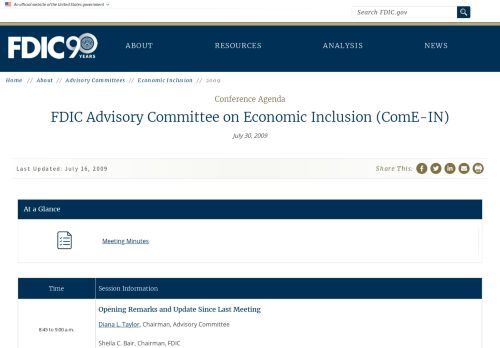 An official website of the United States government
Search FDIC.gov
FDIC 90 YEARS
ABOUT RESOURCES ANALYSIS NEWS
Home // About // Advisory Committees // Economic Inclusion // 2009
Conference Agenda
FDIC Advisory Committee on Economic Inclusion (ComE-IN)
July 30, 2009
Last Updated: July 16, 2009 Share This:
At a Glance
Meeting Minutes
Time Session Information
Opening Remarks and Update Since Last Meeting
8:45 to 9:00 a.m. Diana L. Taylor, Chairman, Advisory Committee
Sheila C. Bair, Chairman, FDIC